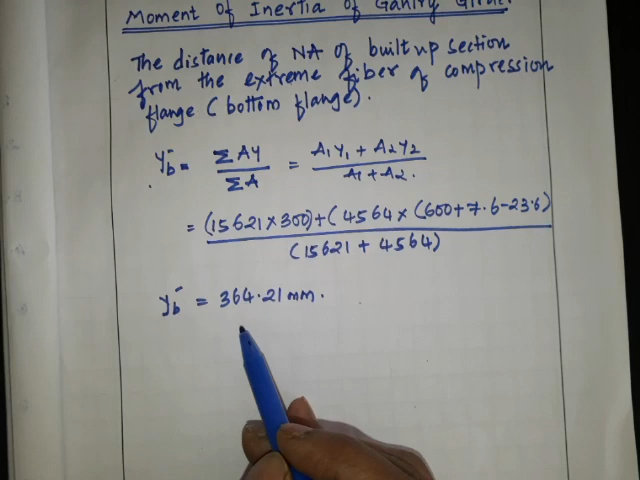 Moment of Inertia of Gantry Girder.
The distance of NA of built up section
from the extreme fiber of compression
flange (bottom flange).
ȳb = ΣAY / ΣA = A1Y1 + A2Y2 / A1 + A2.
= (15621×300)+(4564×(600+7.6-23.6) / (15621 + 4564)
ȳb = 364.21mm.